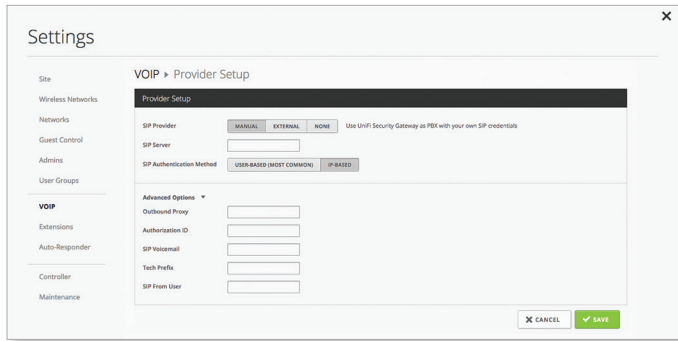 Settings
Site
Wireless Networks
Networks
Guest Control
Admins
User Groups
VOIP
Extensions
Auto-Responder
Controller
Maintenance
VOIP ▸ Provider Setup
Provider Setup
SIP Provider MANUAL EXTERNAL NONE Use UniFi Security Gateway as PBX with your own SIP credentials
SIP Server
SIP Authentication Method USER-BASED (MOST COMMON) IP-BASED
Advanced Options ▼
Outbound Proxy
Authorization ID
SIP Voicemail
Tech Prefix
SIP From User
CANCEL SAVE